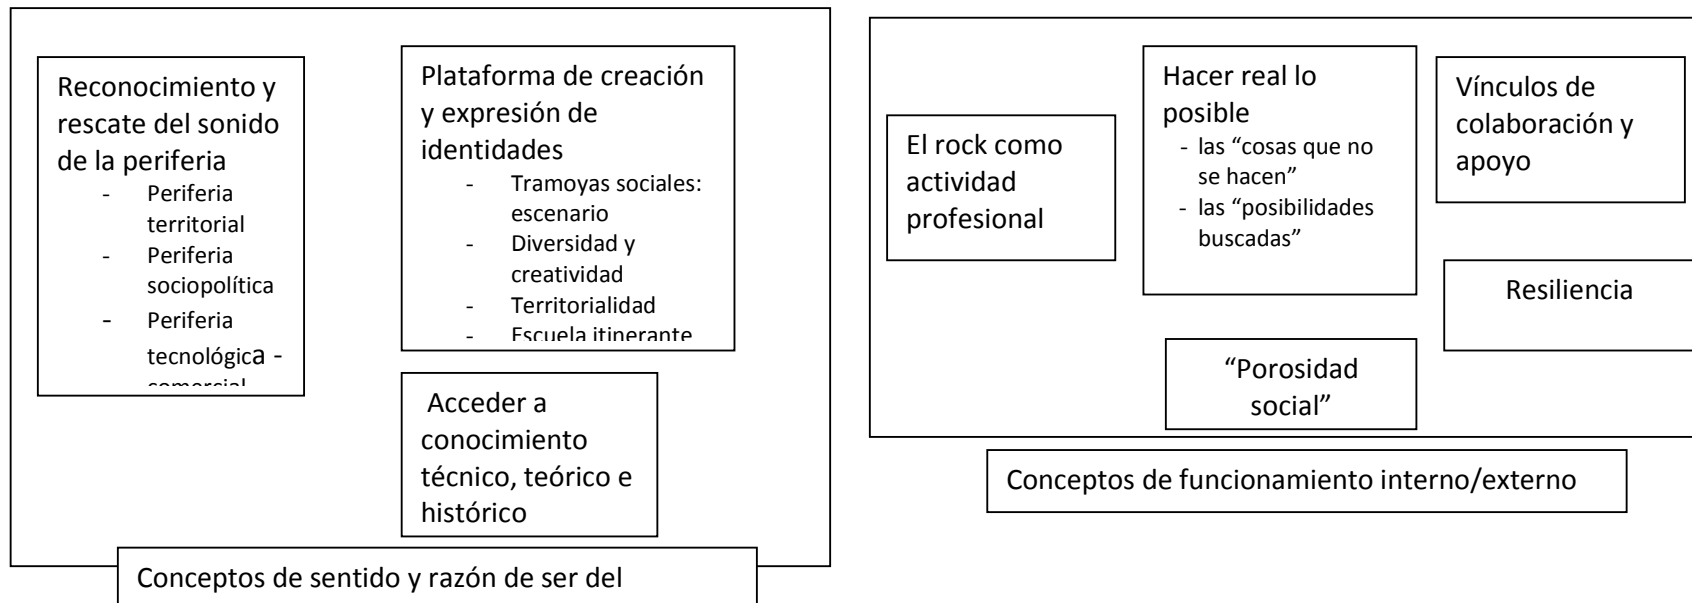 Reconocimiento y
rescate del sonido
de la periferia
- Periferia
territorial
- Periferia
sociopolítica
- Periferia
tecnológica -
comercial
Plataforma de creación
y expresión de
identidades
- Tramoyas sociales:
escenario
- Diversidad y
creatividad
- Territorialidad
- Escuela itinerante
Acceder a
conocimiento
técnico, teórico e
histórico
Conceptos de sentido y razón de ser del
El rock como
actividad
profesional
Hacer real lo
posible
- las “cosas que no
se hacen”
- las “posibilidades
buscadas”
Vínculos de
colaboración y
apoyo
Resiliencia
“Porosidad
social”
Conceptos de funcionamiento interno/externo